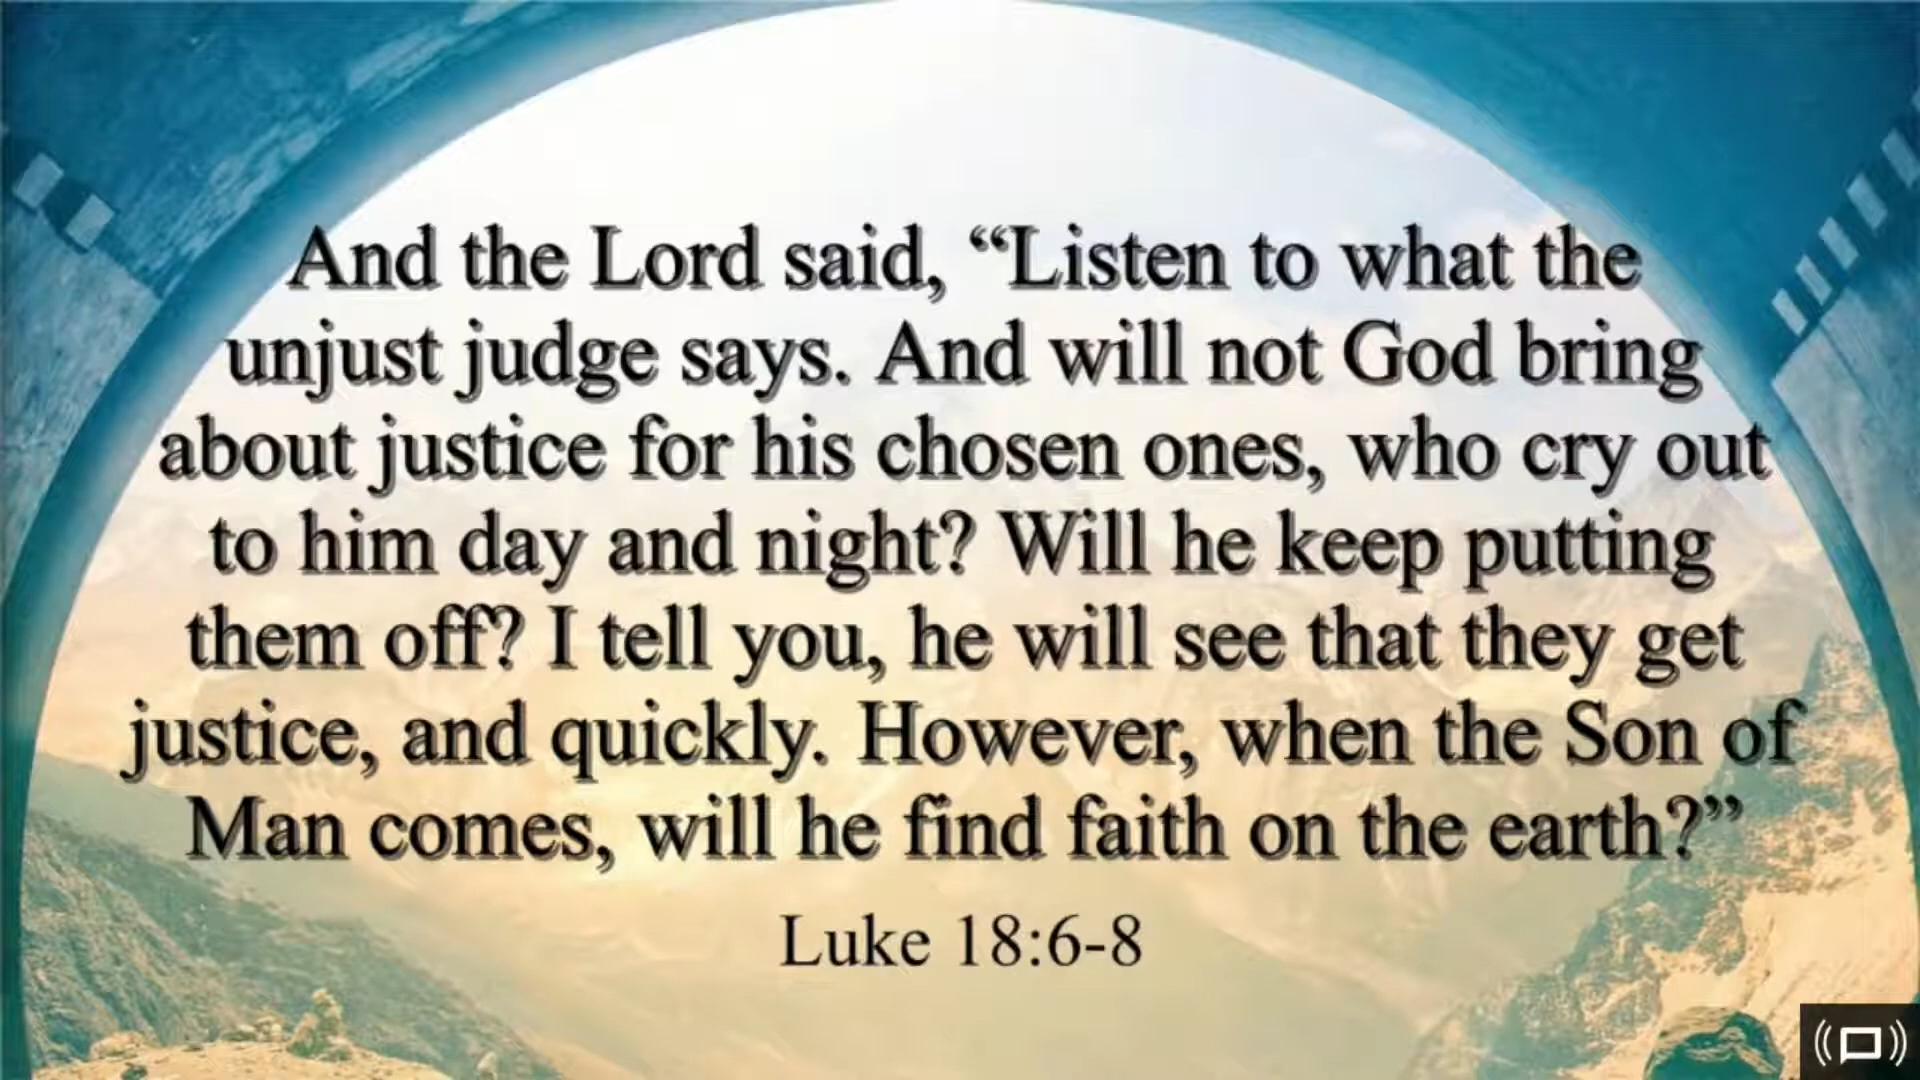 And the Lord said, “Listen to what the
unjust judge says. And will not God bring
about justice for his chosen ones, who cry out
to him day and night? Will he keep putting
them off? I tell you, he will see that they get
justice, and quickly. However, when the Son of
Man comes, will he find faith on the earth?”
Luke 18:6-8